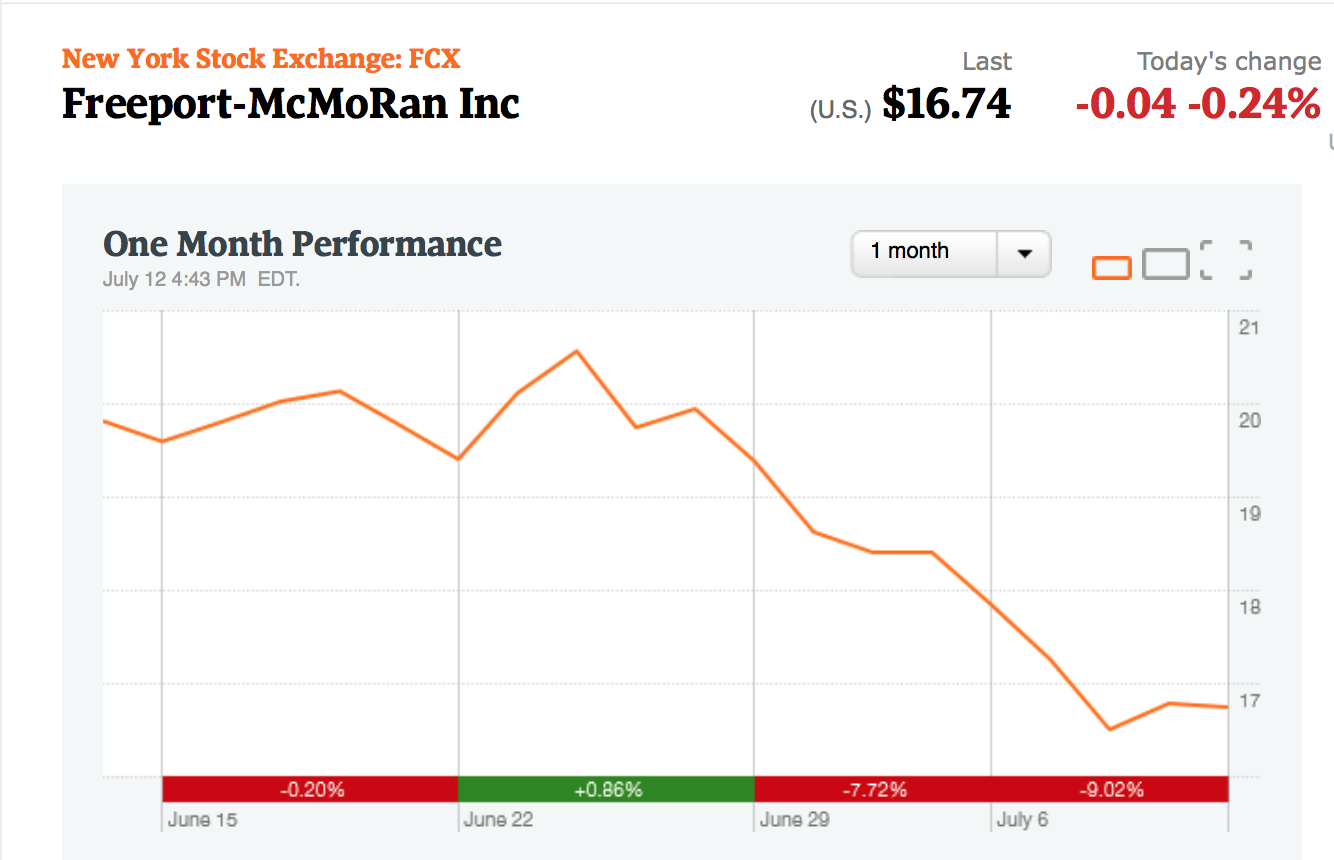 New York Stock Exchange: FCX
Freeport-McMoRan Inc
Last
(U.S.) $16.74
Today's change
-0.04 -0.24%
One Month Performance
July 12 4:43 PM EDT.
1 month
21
20
19
18
17
-0.20% +0.86% -7.72% -9.02%
June 15 June 22 June 29 July 6